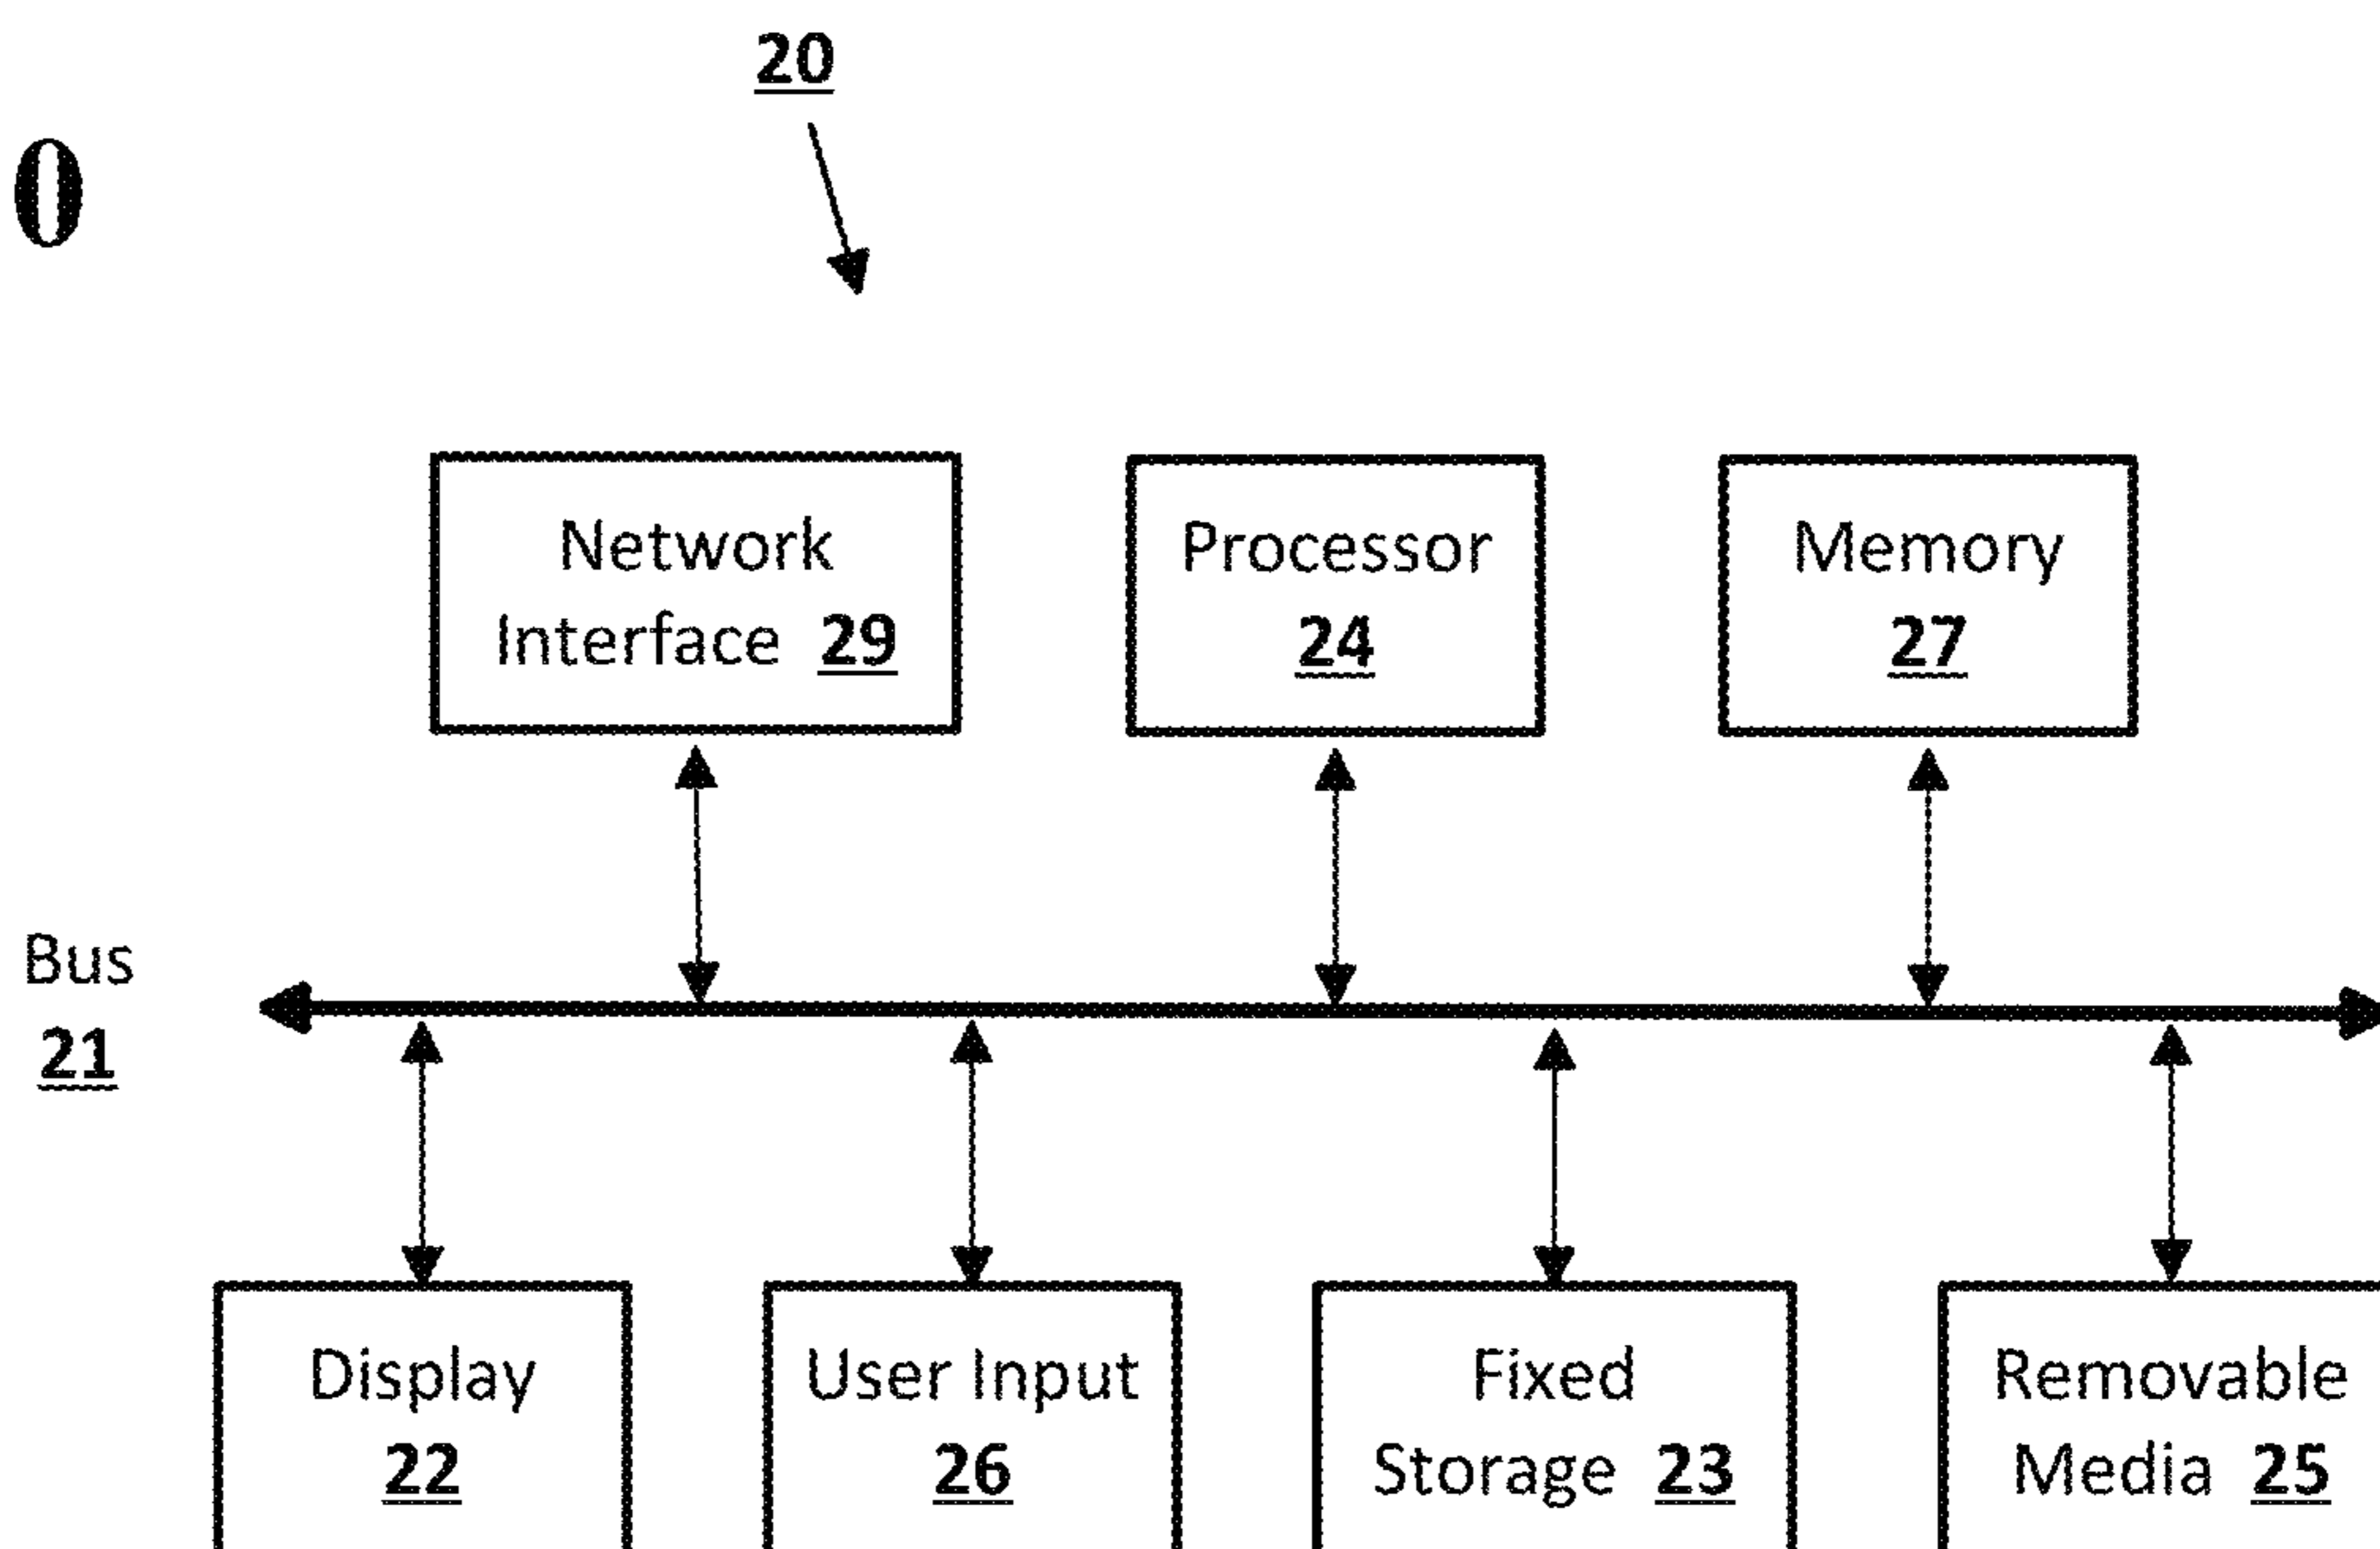 20
0
Network
Interface 29
Processor
24
Memory
27
Bus
21
Display
22
User Input
26
Fixed
Storage 23
Removable
Media 25